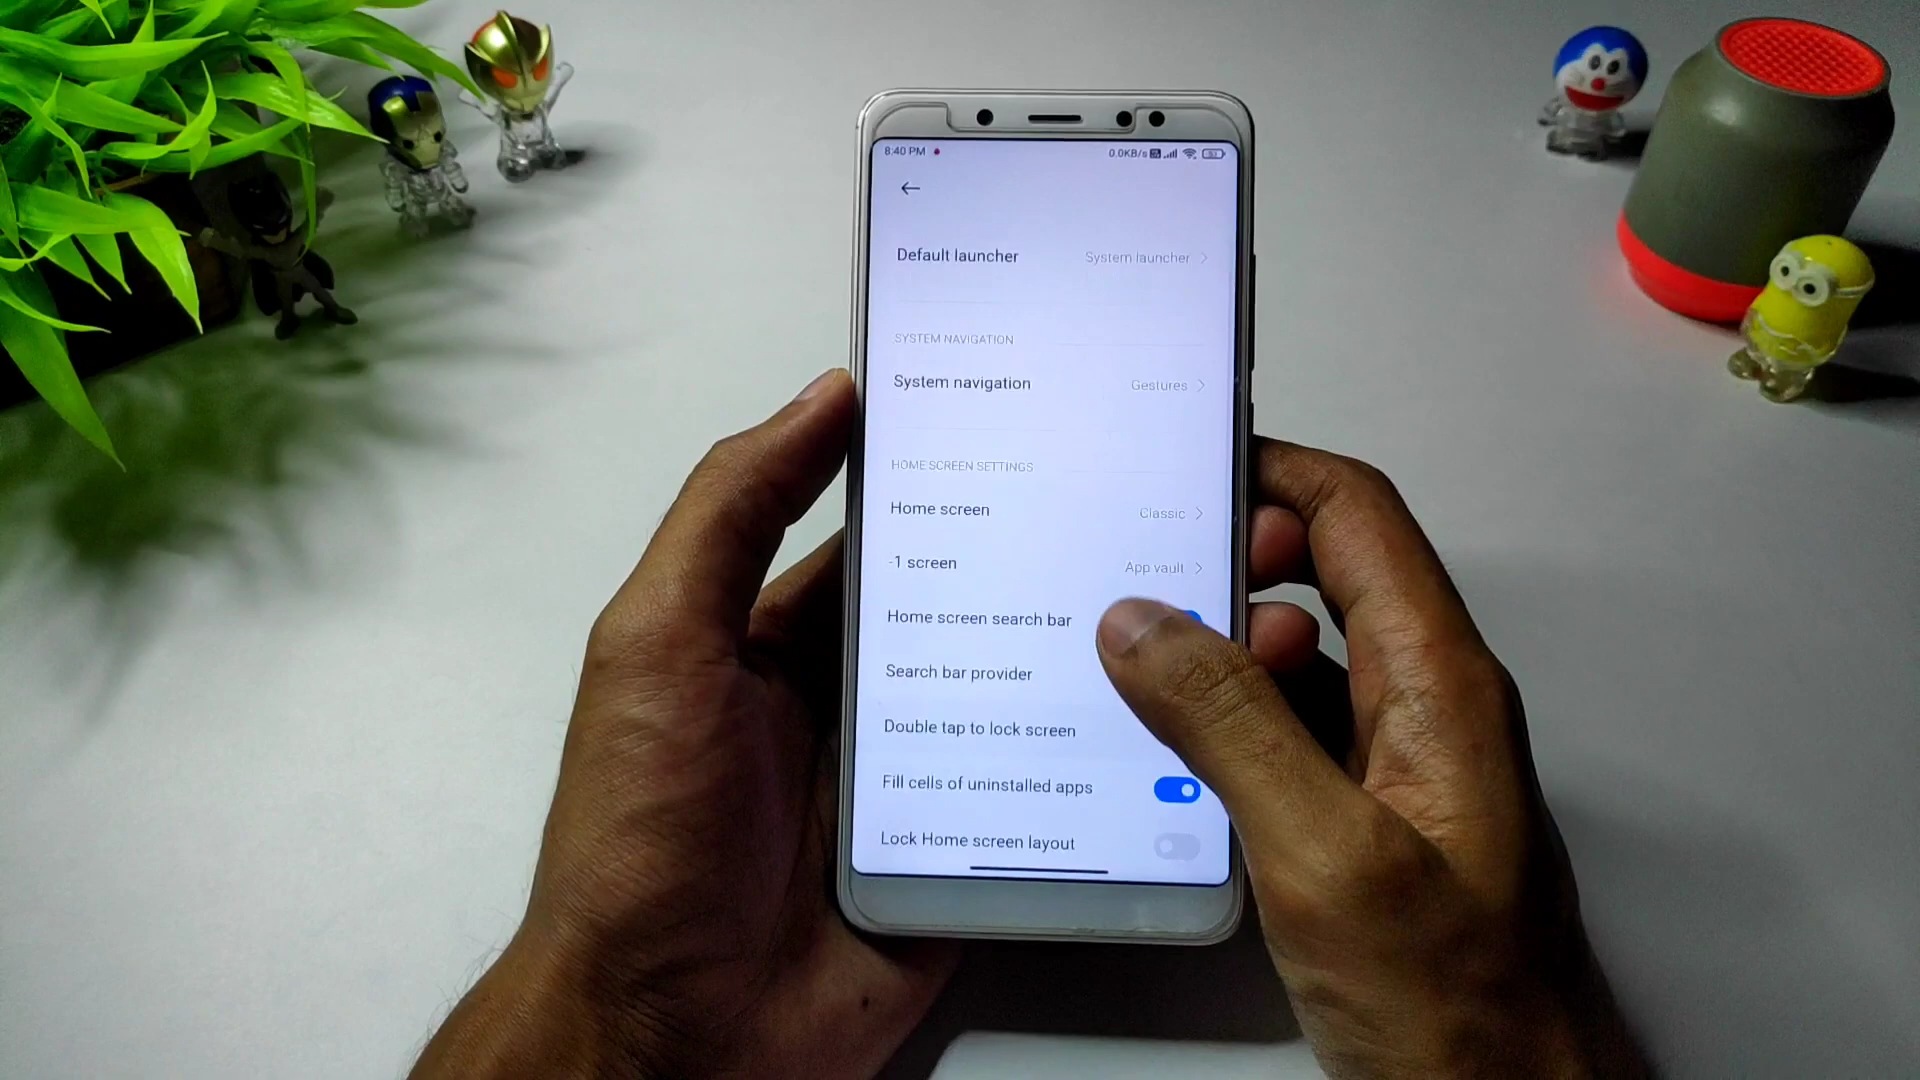 8:40 PM 0.0KB/s
Default launcher System launcher
SYSTEM NAVIGATION
System navigation Gestures
HOME SCREEN SETTINGS
Home screen Classic
-1 screen App vault
Home screen search bar
Search bar provider
Double tap to lock screen
Fill cells of uninstalled apps
Lock Home screen layout